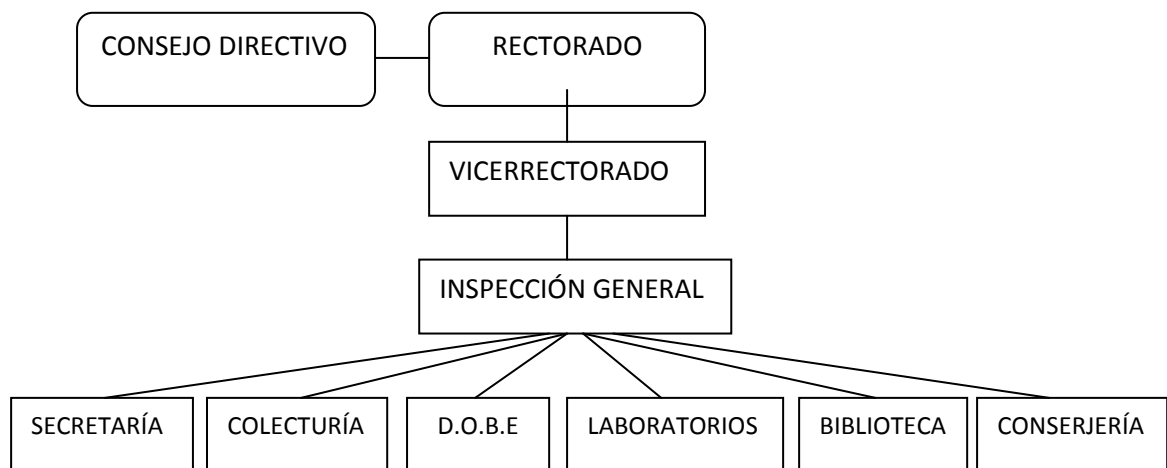 CONSEJO DIRECTIVO
RECTORADO
VICERRECTORADO
INSPECCIÓN GENERAL
SECRETARÍA
COLECTURÍA
D.O.B.E
LABORATORIOS
BIBLIOTECA
CONSERJERÍA